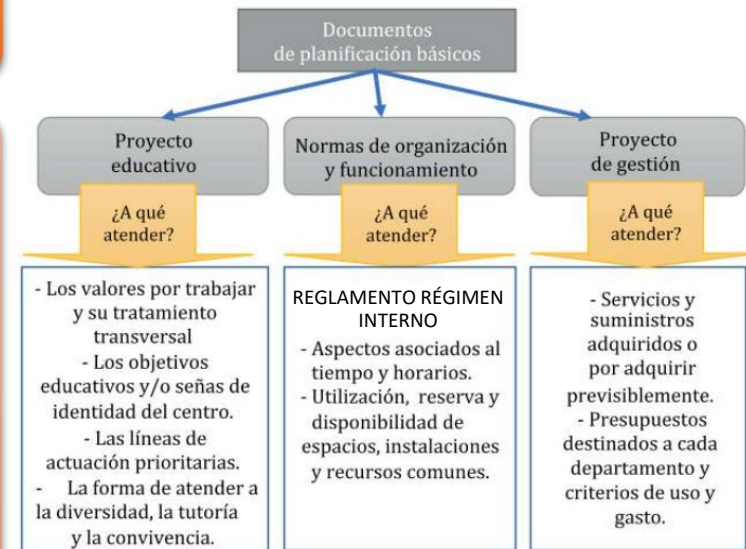 Documentos
de planificación básicos
Proyecto
educativo
¿A qué
atender?
- Los valores por trabajar
y su tratamiento
transversal
- Los objetivos
educativos y/o señas de
identidad del centro.
- Las líneas de
actuación prioritarias.
- La forma de atender a
la diversidad, la tutoría
y la convivencia.
Normas de organización
y funcionamiento
¿A qué
atender?
REGLAMENTO RÉGIMEN
INTERNO
- Aspectos asociados al
tiempo y horarios.
- Utilización, reserva y
disponibilidad de
espacios, instalaciones
y recursos comunes.
Proyecto
de gestión
¿A qué
atender?
- Servicios y
suministros
adquiridos o
por adquirir
previsiblemente.
- Presupuestos
destinados a cada
departamento y
criterios de uso y
gasto.